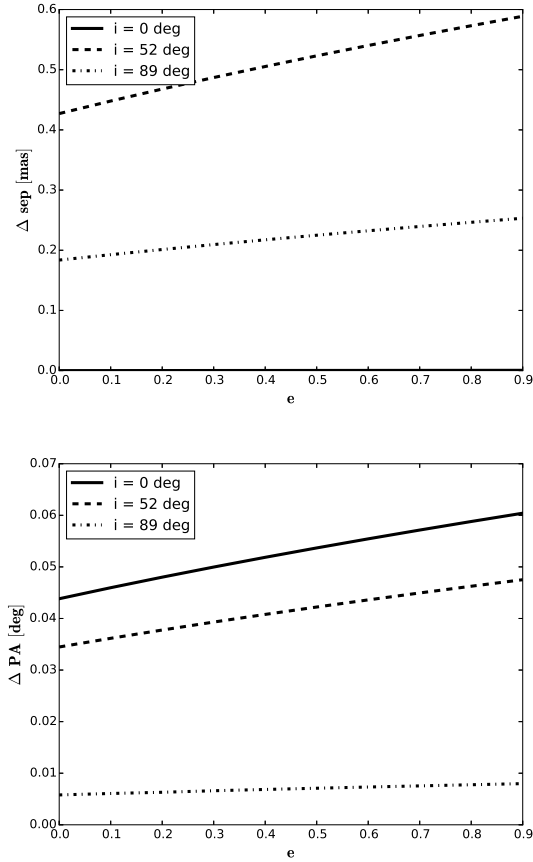 0.6
i = 0 deg
i = 52 deg
i = 89 deg
0.5
0.4
0.3
0.2
0.1
0.0
Δ sep [mas]
0.0 0.1 0.2 0.3 0.4 0.5 0.6 0.7 0.8 0.9
e
0.07
i = 0 deg
i = 52 deg
i = 89 deg
0.06
0.05
0.04
0.03
0.02
0.01
0.00
Δ PA [deg]
0.0 0.1 0.2 0.3 0.4 0.5 0.6 0.7 0.8 0.9
e